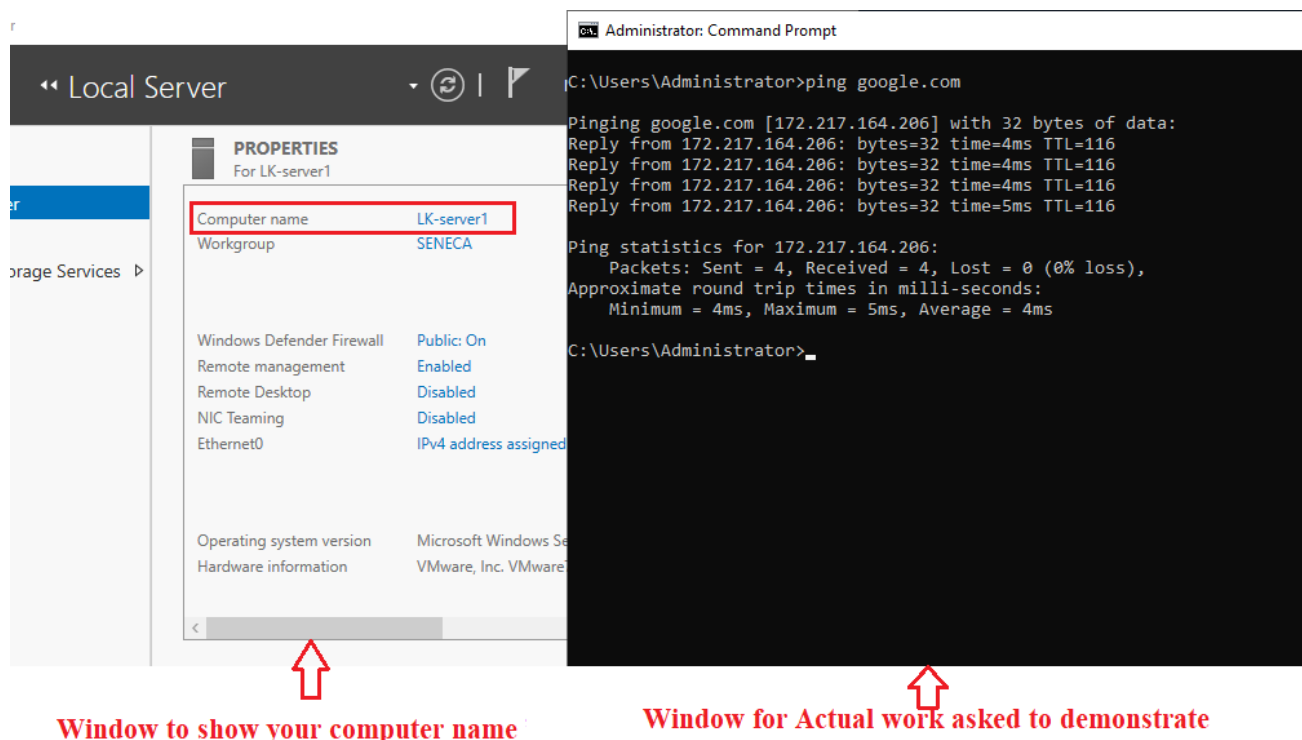 r
Local Server
PROPERTIES
For LK-server1
er
orage Services
Computer name LK-server1
Workgroup SENECA
Windows Defender Firewall Public: On
Remote management Enabled
Remote Desktop Disabled
NIC Teaming Disabled
Ethernet0 IPv4 address assigned
Operating system version Microsoft Windows Se
Hardware information VMware, Inc. VMware
Administrator: Command Prompt
C:\Users\Administrator>ping google.com
Pinging google.com [172.217.164.206] with 32 bytes of data:
Reply from 172.217.164.206: bytes=32 time=4ms TTL=116
Reply from 172.217.164.206: bytes=32 time=4ms TTL=116
Reply from 172.217.164.206: bytes=32 time=4ms TTL=116
Reply from 172.217.164.206: bytes=32 time=5ms TTL=116
Ping statistics for 172.217.164.206:
Packets: Sent = 4, Received = 4, Lost = 0 (0% loss),
Approximate round trip times in milli-seconds:
Minimum = 4ms, Maximum = 5ms, Average = 4ms
C:\Users\Administrator>
Window to show your computer name
Window for Actual work asked to demonstrate